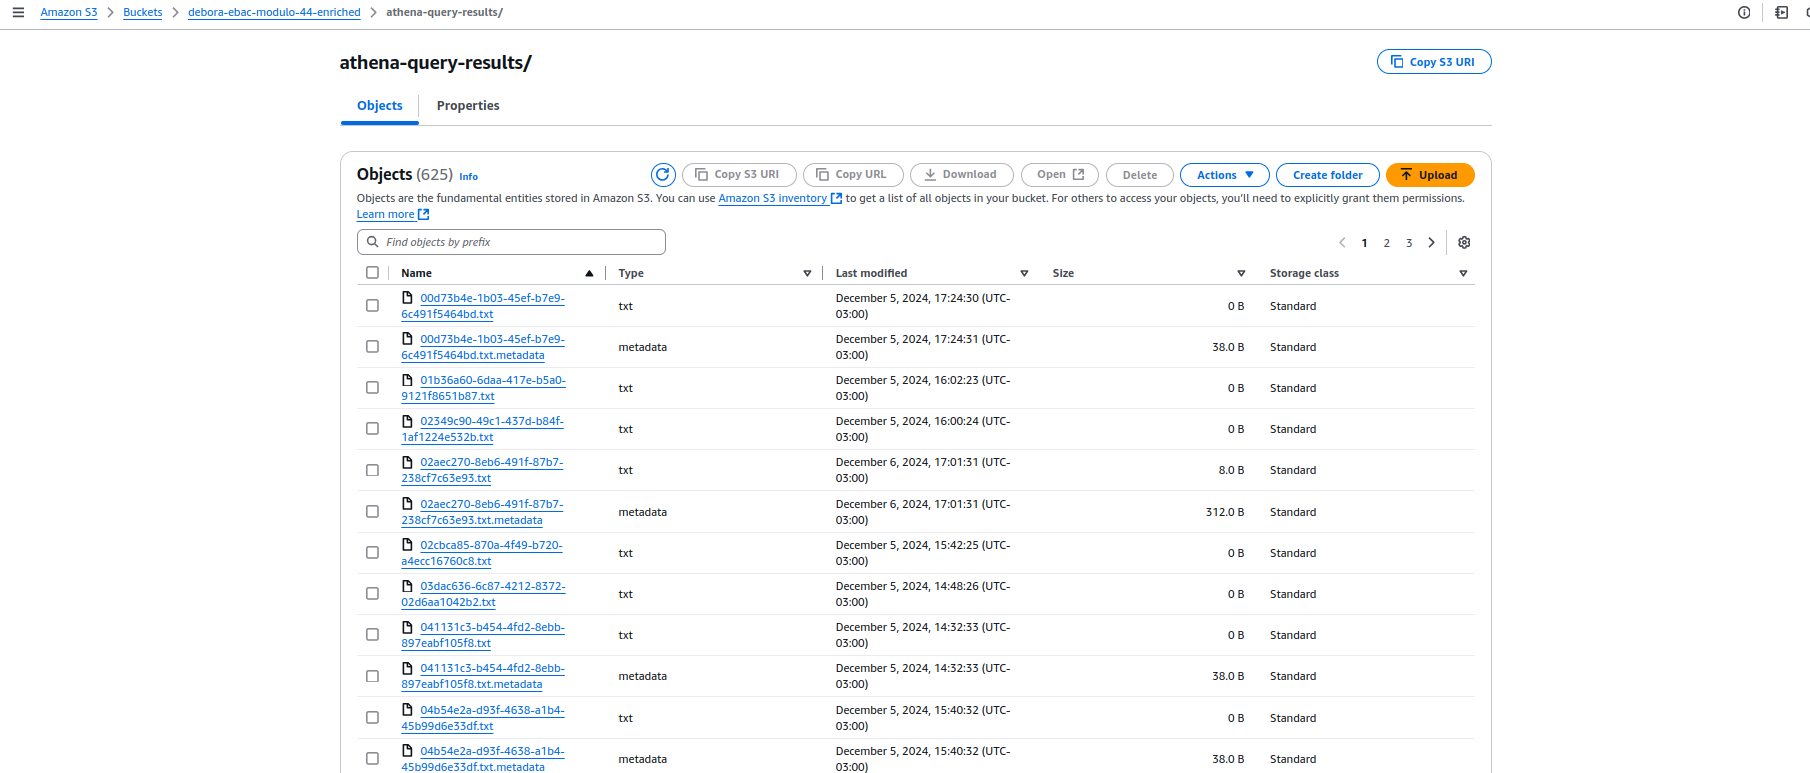 Amazon S3 > Buckets > debora-ebac-modulo-44-enriched > athena-query-results/
athena-query-results/
Copy S3 URI
Objects Properties
Objects (625) Info
Copy S3 URI Copy URL Download Open Delete Actions Create folder Upload
Objects are the fundamental entities stored in Amazon S3. You can use Amazon S3 inventory to get a list of all objects in your bucket. For others to access your objects, you'll need to explicitly grant them permissions.
Learn more
Find objects by prefix
1 2 3
Name Type Last modified Size Storage class
00d73b4e-1b03-45ef-b7e9-
6c491f5464bd.txt
txt
December 5, 2024, 17:24:30 (UTC-
03:00)
0 B
Standard
00d73b4e-1b03-45ef-b7e9-
6c491f5464bd.txt.metadata
metadata
December 5, 2024, 17:24:31 (UTC-
03:00)
38.0 B
Standard
01b36a60-6daa-417e-b5a0-
9121f8651b87.txt
txt
December 5, 2024, 16:02:23 (UTC-
03:00)
0 B
Standard
02349c90-49c1-437d-b84f-
1af1224e532b.txt
txt
December 5, 2024, 16:00:24 (UTC-
03:00)
0 B
Standard
02aec270-8eb6-491f-87b7-
238cf7c63e93.txt
txt
December 6, 2024, 17:01:31 (UTC-
03:00)
8.0 B
Standard
02aec270-8eb6-491f-87b7-
238cf7c63e93.txt.metadata
metadata
December 6, 2024, 17:01:31 (UTC-
03:00)
312.0 B
Standard
02cbca85-870a-4f49-b720-
a4ecc16760c8.txt
txt
December 5, 2024, 15:42:25 (UTC-
03:00)
0 B
Standard
03dac636-6c87-4212-8372-
02d6aa1042b2.txt
txt
December 5, 2024, 14:48:26 (UTC-
03:00)
0 B
Standard
041131c3-b454-4fd2-8ebb-
897eabf105f8.txt
txt
December 5, 2024, 14:32:33 (UTC-
03:00)
0 B
Standard
041131c3-b454-4fd2-8ebb-
897eabf105f8.txt.metadata
metadata
December 5, 2024, 14:32:33 (UTC-
03:00)
38.0 B
Standard
04b54e2a-d93f-4638-a1b4-
45b99d6e33df.txt
txt
December 5, 2024, 15:40:32 (UTC-
03:00)
0 B
Standard
04b54e2a-d93f-4638-a1b4-
45b99d6e33df.txt.metadata
metadata
December 5, 2024, 15:40:32 (UTC-
03:00)
38.0 B
Standard